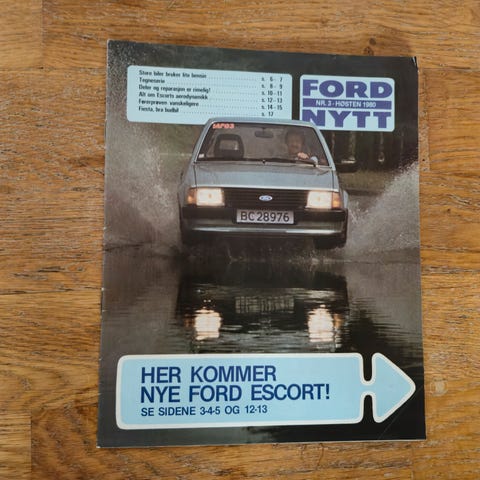 Store biler bruker lite bensin s. 6 - 7
Tegneserie s. 8 - 9
Deler og reparasjon er rimelig! s. 10 - 11
Alt om Escorts aerodynamikk s. 12 - 13
Førerprøven vanskeligere s. 14 - 15
Fiesta, bra budbil s. 17
FORD
NR. 3 - HØSTEN 1980
NYTT
Ford
BC 28976
HER KOMMER
NYE FORD ESCORT!
SE SIDENE 3-4-5 OG 12-13